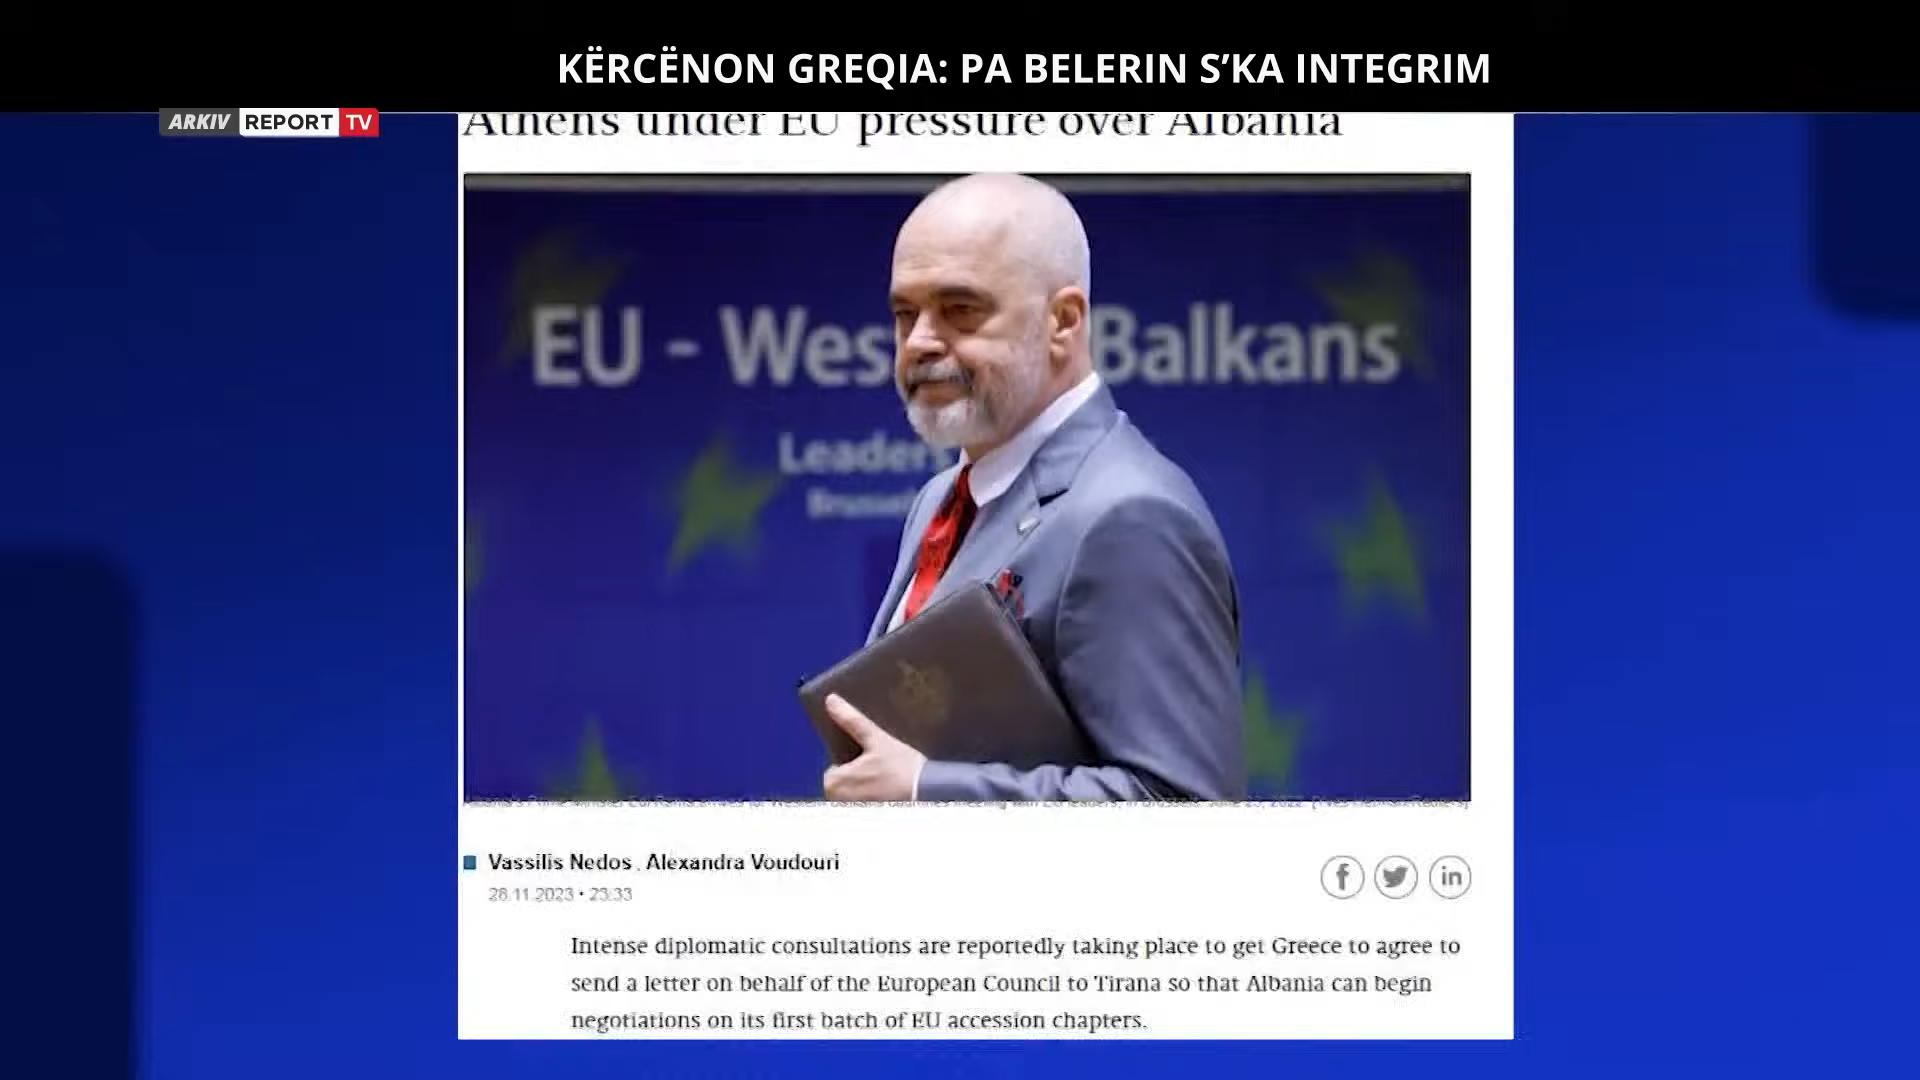 KËRCËNON GREQIA: PA BELERIN S’KA INTEGRIM
ARKIV REPORT TV
Athens under EU pressure over Albania
EU - Wes Balkans
Leaders
Vassilis Nedos , Alexandra Voudouri
28.11.2023 • 23:33
Intense diplomatic consultations are reportedly taking place to get Greece to agree to
send a letter on behalf of the European Council to Tirana so that Albania can begin
negotiations on its first batch of EU accession chapters.